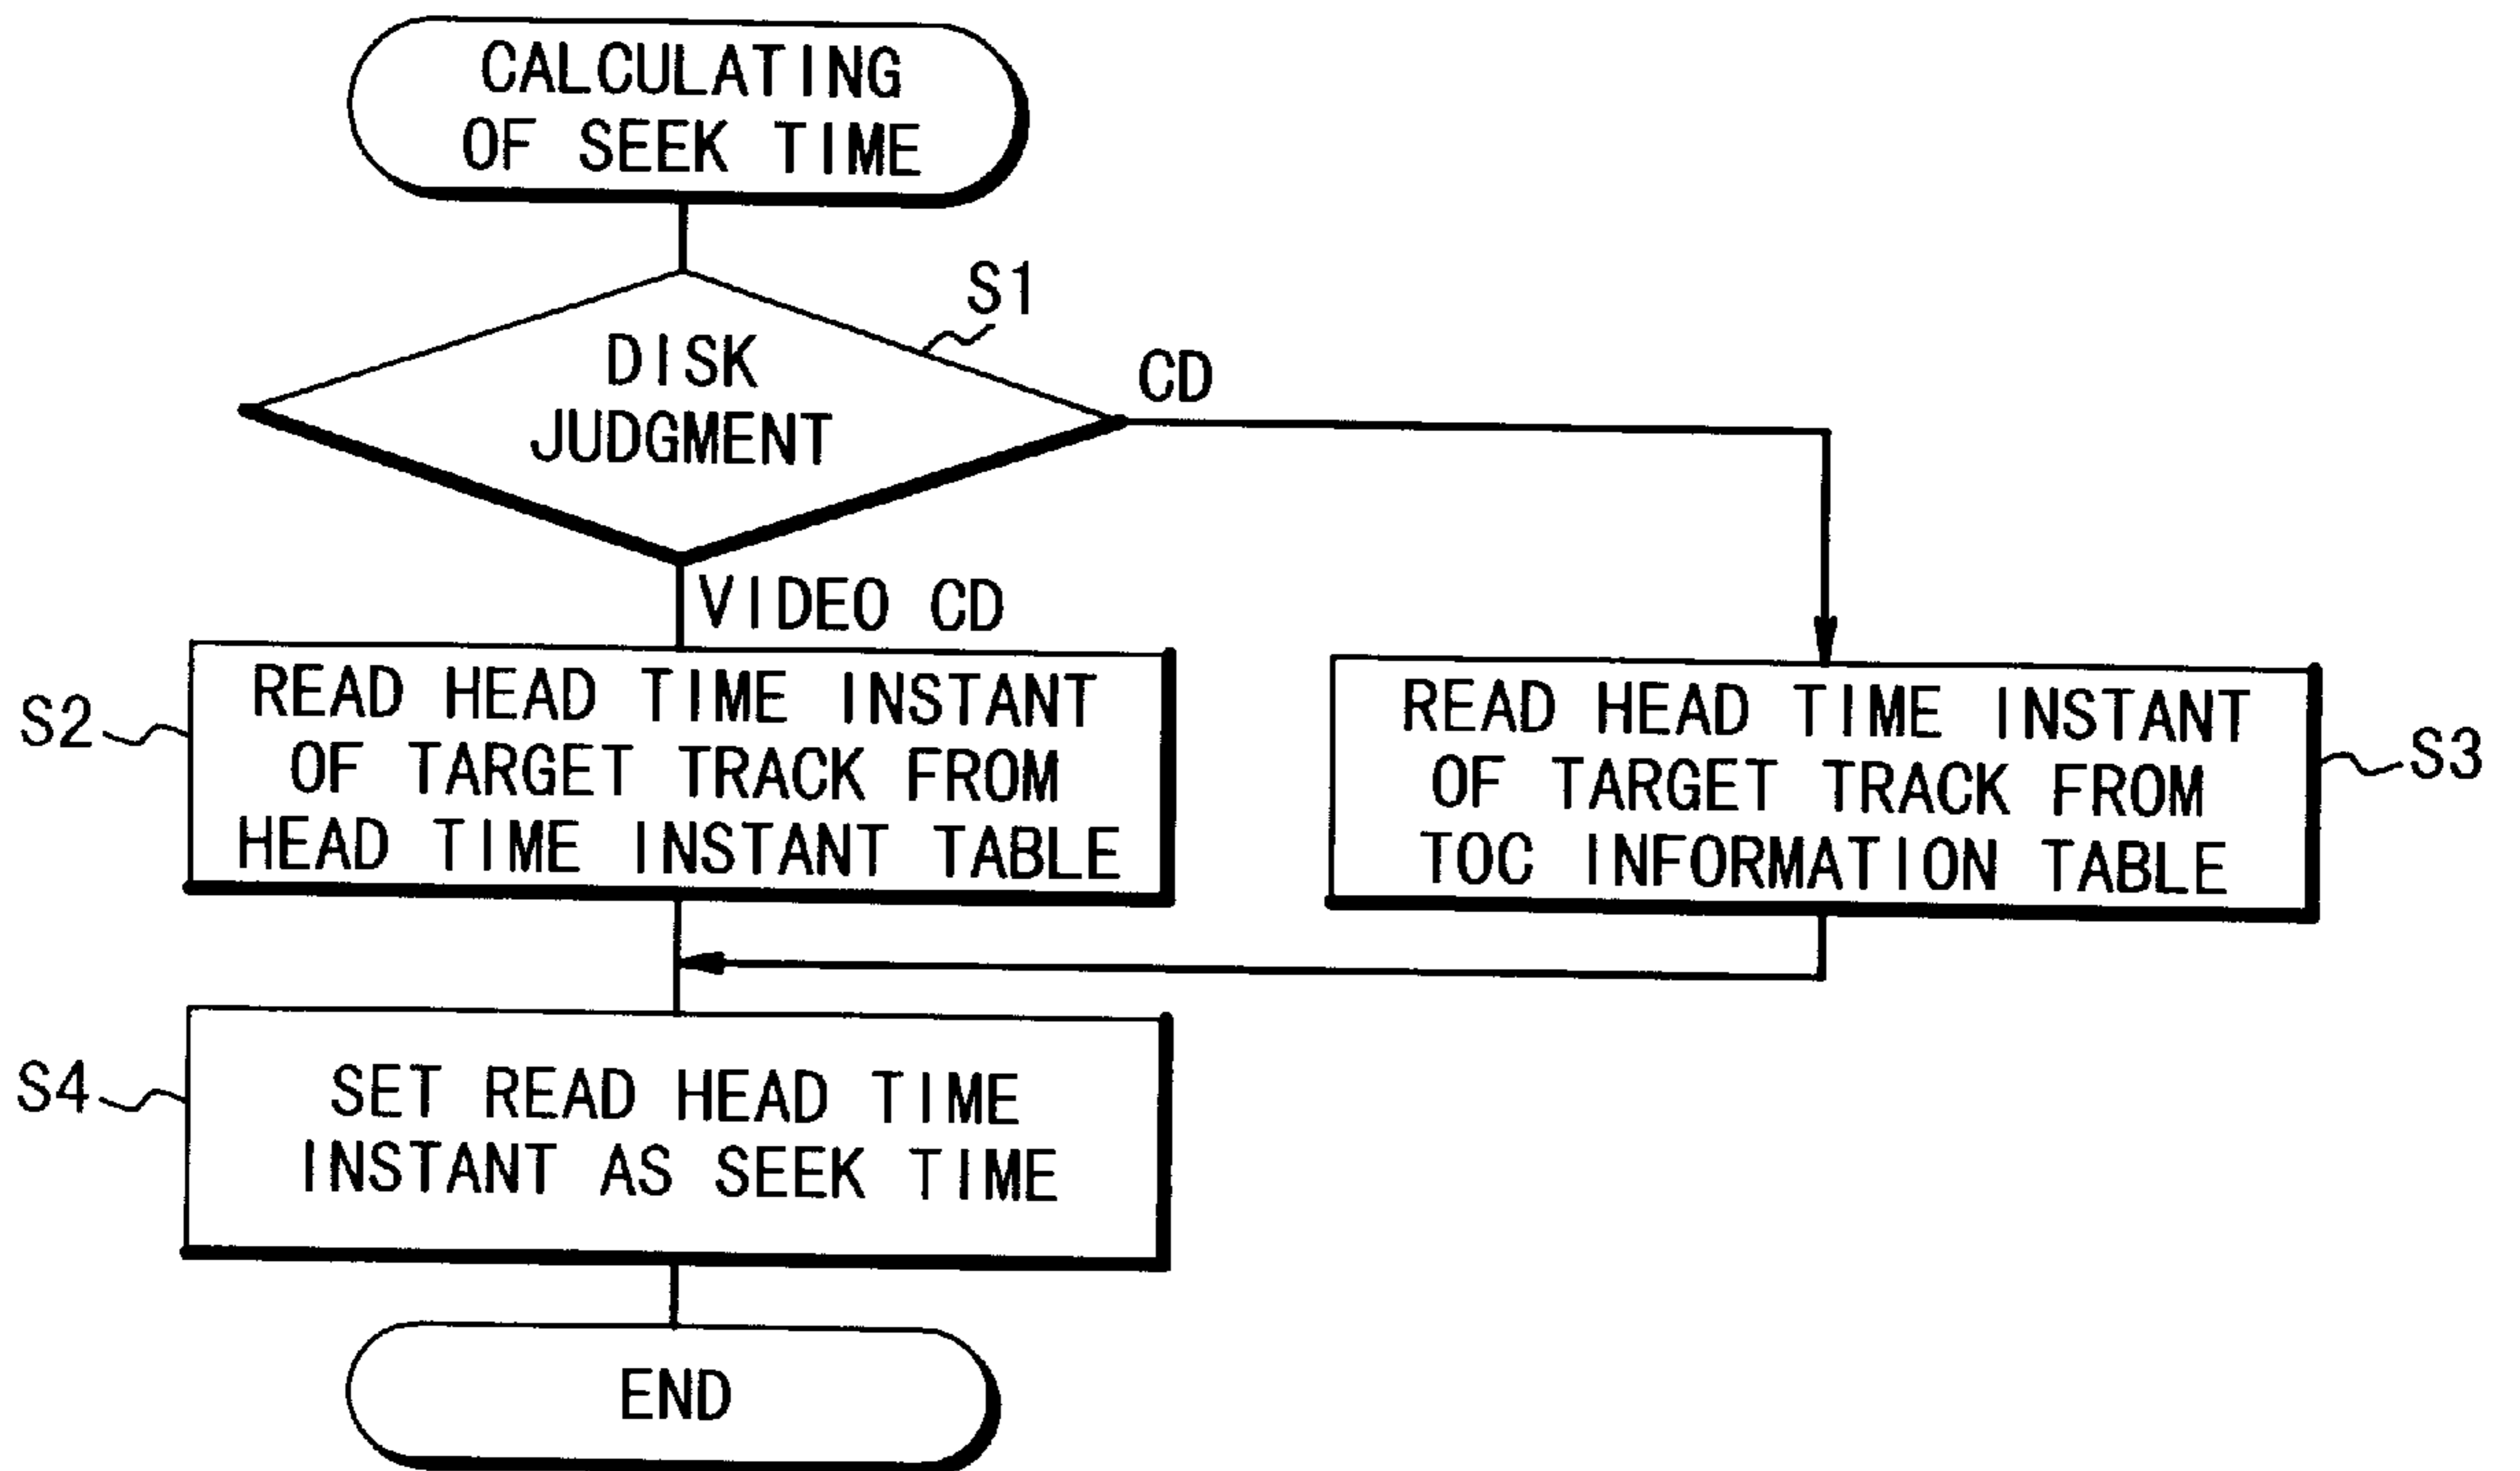 CALCULATING
OF SEEK TIME
S1
DISK
JUDGMENT
CD
VIDEO CD
S2
READ HEAD TIME INSTANT
OF TARGET TRACK FROM
HEAD TIME INSTANT TABLE
READ HEAD TIME INSTANT
OF TARGET TRACK FROM
TOC INFORMATION TABLE
S3
S4
SET READ HEAD TIME
INSTANT AS SEEK TIME
END